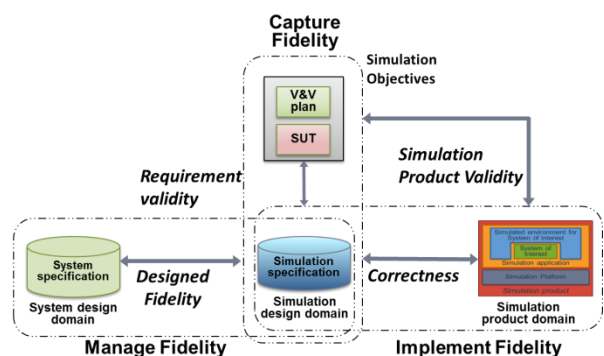 Capture
Fidelity
Simulation
Objectives
V&V
plan
SUT
Requirement
validity
Simulation
Product Validity
System
specification
System design
domain
Designed
Fidelity
Simulation
specification
Simulation
design domain
Correctness
Simulated environment for
System of Interest
System of
Interest
Simulation application
Simulation Platform
Simulation product
Simulation
product domain
Manage Fidelity
Implement Fidelity